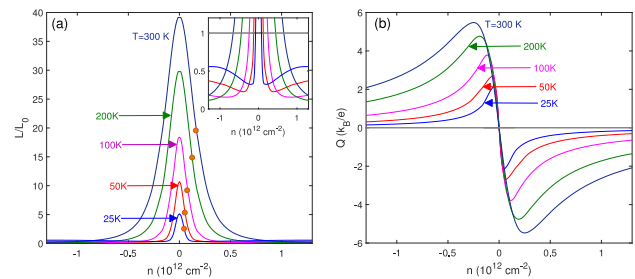 (a)
L/L0
40
35
30
25
20
15
10
5
0
T=300 K
200K
100K
50K
25K
-1
-0.5
0
0.5
1
n (10^12 cm^-2)
1
0.5
0
-1
0
1
n (10^12 cm^-2)
(b)
Q (kB/e)
6
4
2
0
-2
-4
-6
T=300 K
200K
100K
50K
25K
-1
-0.5
0
0.5
1
n (10^12 cm^-2)